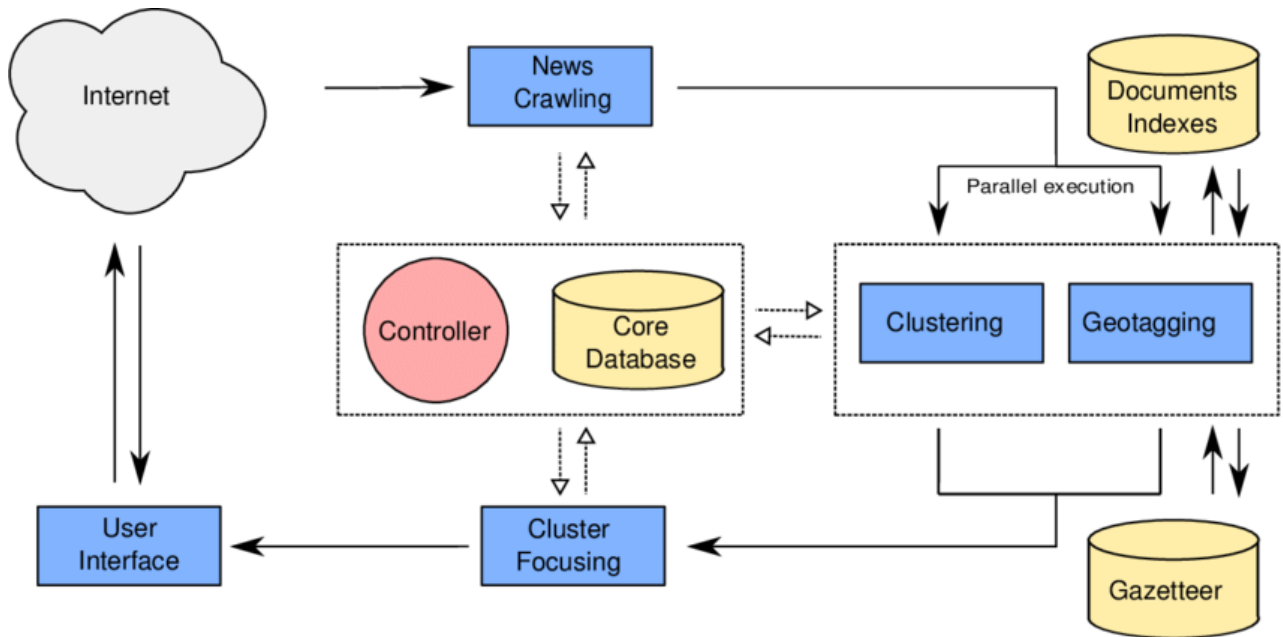 Internet
News
Crawling
Documents
Indexes
Parallel execution
Controller
Core
Database
Clustering
Geotagging
User
Interface
Cluster
Focusing
Gazetteer